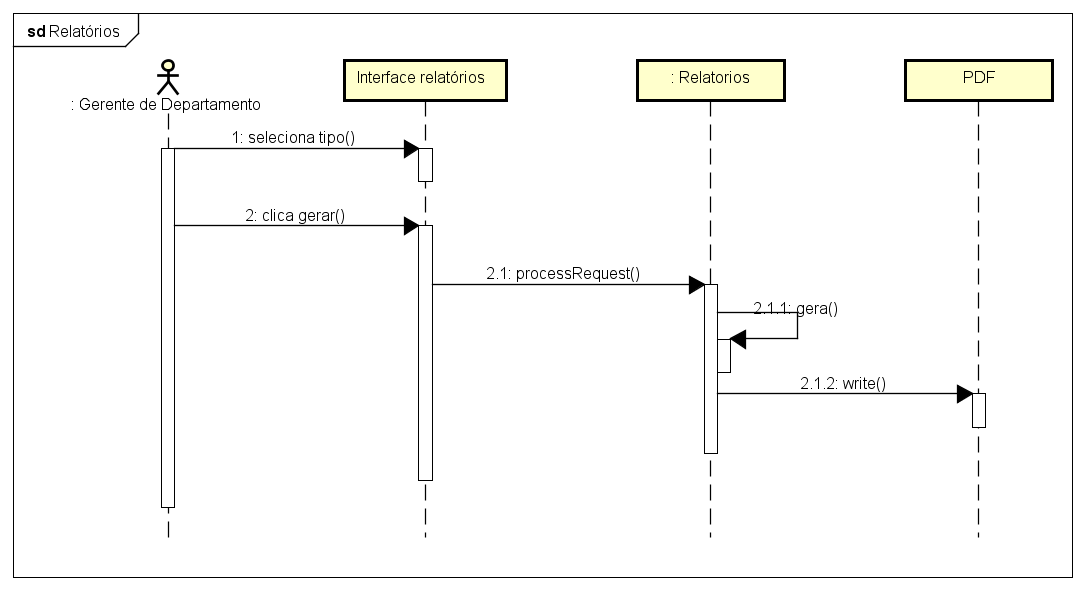 sd Relatórios
: Gerente de Departamento
Interface relatórios
: Relatorios
PDF
1: seleciona tipo()
2: clica gerar()
2.1: processRequest()
2.1.1: gera()
2.1.2: write()